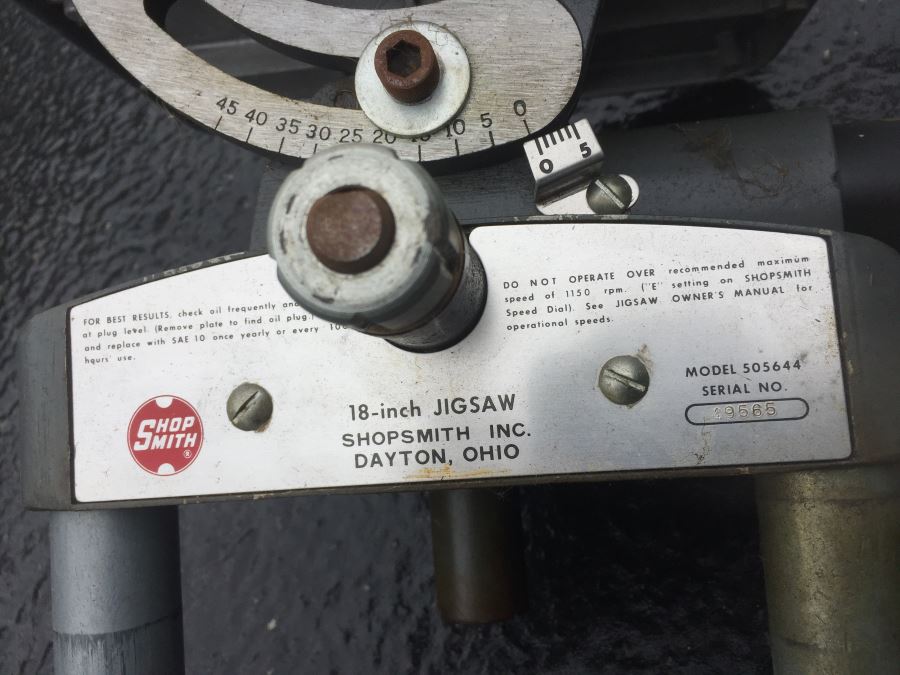 45 40 35 30 25 20 10 5 0
0 5
FOR BEST RESULTS, check oil frequently and
at plug level. (Remove plate to find oil plug.)
and replace with SAE 10 once yearly or every
hours' use.
DO NOT OPERATE OVER recommended maximum
speed of 1150 rpm. ("E" setting on SHOPSMITH
Speed Dial). See JIGSAW OWNER'S MANUAL for
operational speeds.
SHOP
SMITH
®
18-inch JIGSAW
SHOPSMITH INC.
DAYTON, OHIO
MODEL 505644
SERIAL NO.
9565